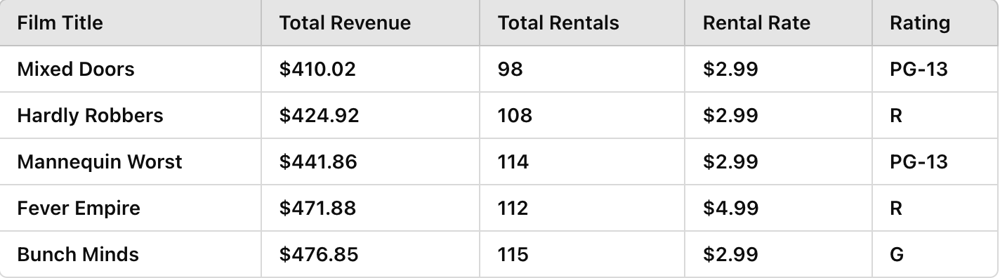 Film Title Total Revenue Total Rentals Rental Rate Rating
Mixed Doors $410.02 98 $2.99 PG-13
Hardly Robbers $424.92 108 $2.99 R
Mannequin Worst $441.86 114 $2.99 PG-13
Fever Empire $471.88 112 $4.99 R
Bunch Minds $476.85 115 $2.99 G